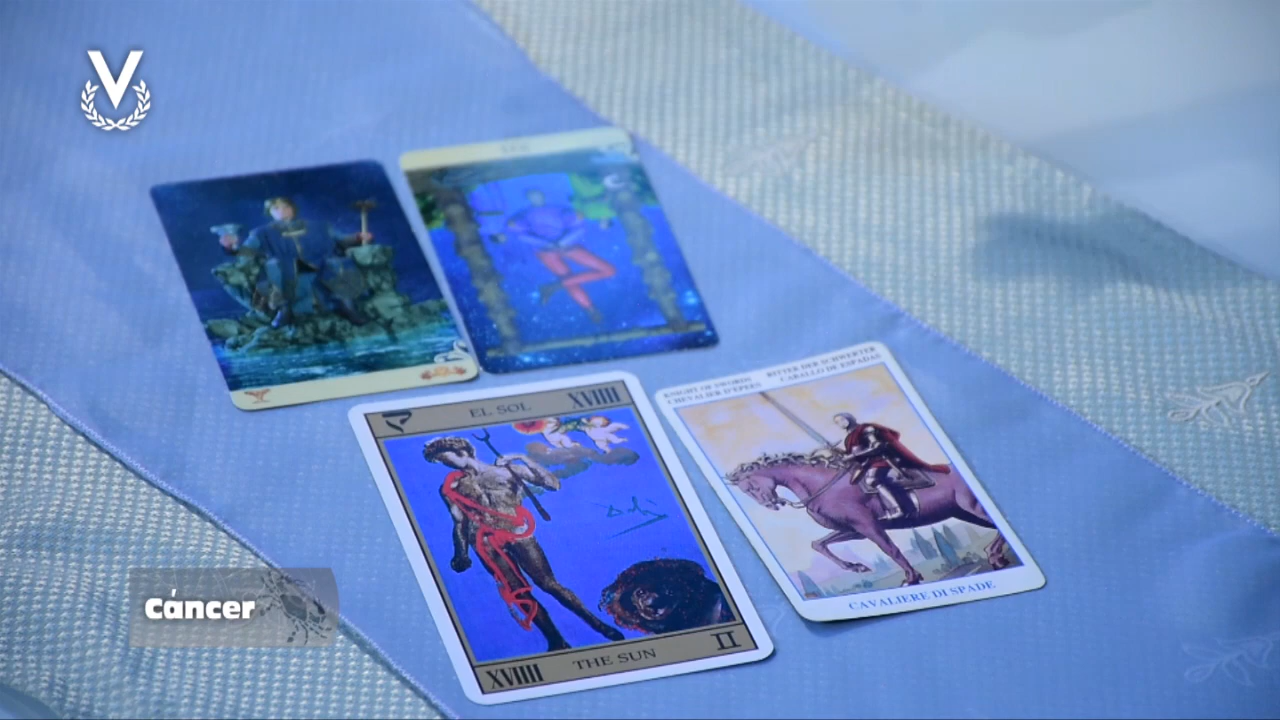 V
EL SOL XVIIII
XVIIII THE SUN II
KNIGHT OF SWORDS RITTER DER SCHWERTER
CHEVALIER D'EPEES CABALLO DE ESPADAS
CAVALIERE DI SPADE
Dalí
cáncer